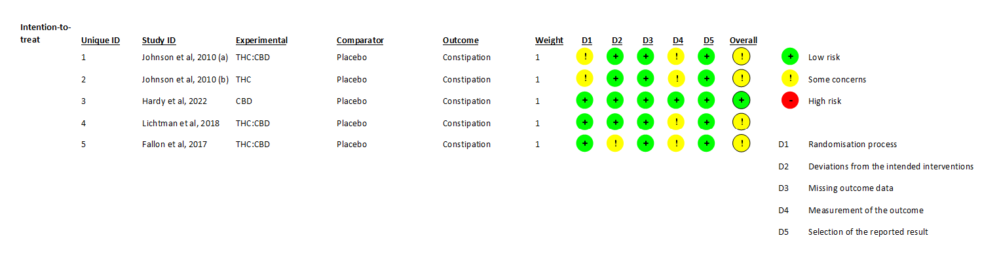 Intention-to-
treat Unique ID Study ID Experimental Comparator Outcome Weight D1 D2 D3 D4 D5 Overall
1 Johnson et al, 2010 (a) THC:CBD Placebo Constipation 1 ! + + ! + !
2 Johnson et al, 2010 (b) THC Placebo Constipation 1 ! + + ! + !
3 Hardy et al, 2022 CBD Placebo Constipation 1 + + + + + +
4 Lichtman et al, 2018 THC:CBD Placebo Constipation 1 + + + ! + !
5 Fallon et al, 2017 THC:CBD Placebo Constipation 1 + ! + ! + !
+ Low risk
! Some concerns
- High risk
D1 Randomisation process
D2 Deviations from the intended interventions
D3 Missing outcome data
D4 Measurement of the outcome
D5 Selection of the reported result